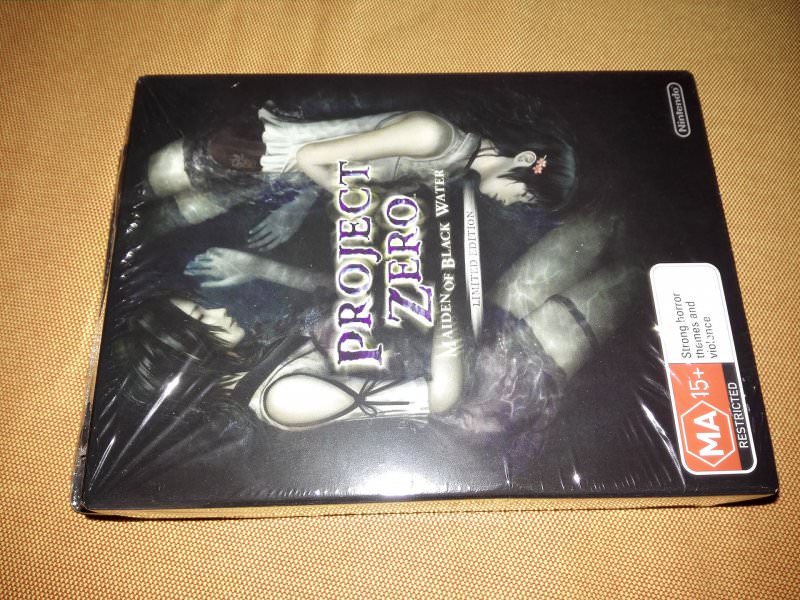 Nintendo
PROJECT
ZERO
MAIDEN OF BLACK WATER
LIMITED EDITION
MA 15+
Strong horror
themes and
violence
RESTRICTED